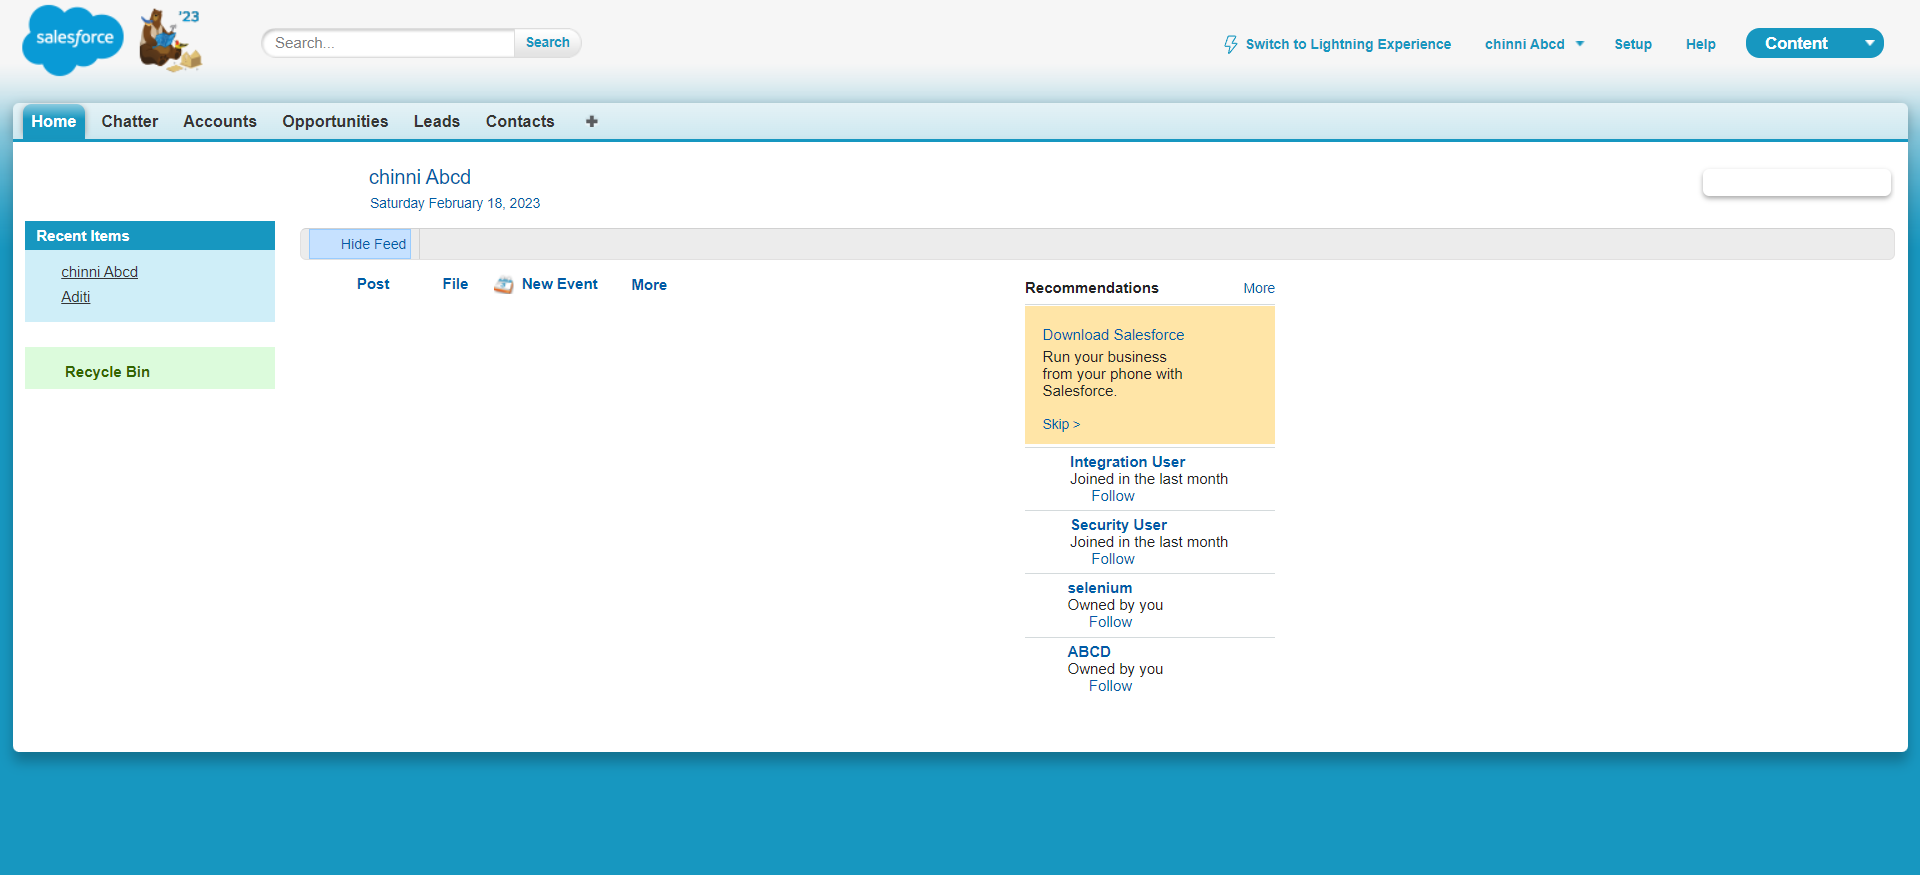 salesforce
'23
Search...
Search
Switch to Lightning Experience
chinni Abcd
Setup
Help
Content
Home
Chatter
Accounts
Opportunities
Leads
Contacts
+
chinni Abcd
Saturday February 18, 2023
Recent Items
chinni Abcd
Aditi
Recycle Bin
Hide Feed
Post
File
New Event
More
Recommendations
More
Download Salesforce
Run your business
from your phone with
Salesforce.
Skip >
Integration User
Joined in the last month
Follow
Security User
Joined in the last month
Follow
selenium
Owned by you
Follow
ABCD
Owned by you
Follow